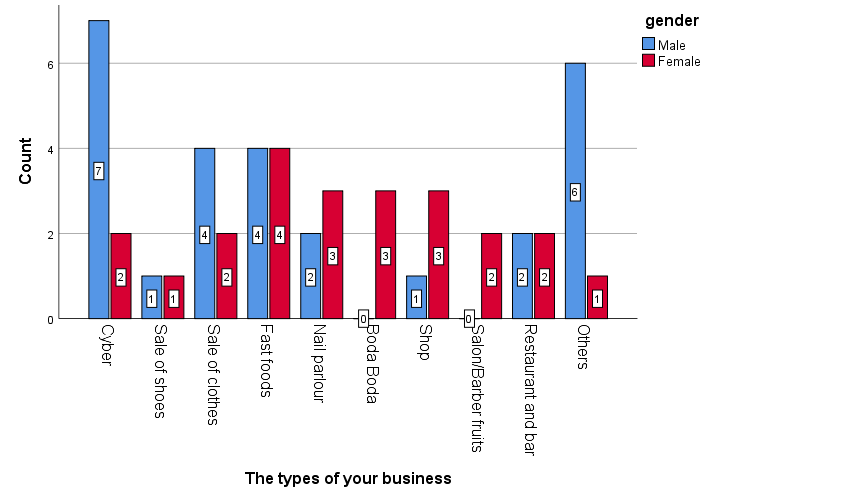 gender
Male
Female
Count
6
4
2
0
7
2
1
1
4
2
4
4
2
3
0
3
1
3
0
2
2
2
6
1
Cyber
Sale of shoes
Sale of clothes
Fast foods
Nail parlour
Boda Boda
Shop
Salon/Barber fruits
Restaurant and bar
Others
The types of your business